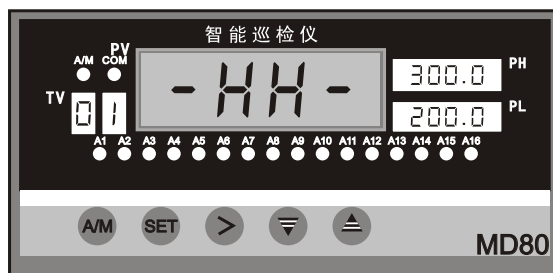 智能巡检仪
PV
A/M COM
-HH-
300.0 PH
TV
01
200.0 PL
A1 A2 A3 A4 A5 A6 A7 A8 A9 A10 A11 A12 A13 A14 A15 A16
A/M SET >
MD80